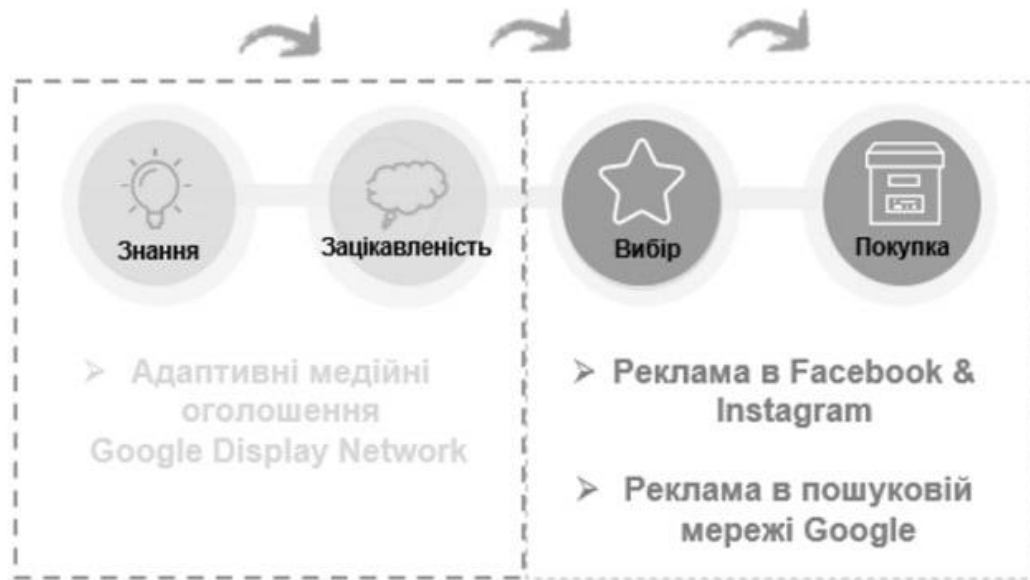 Знання
Зацікавленість
Вибір
Покупка
➢ Адаптивні медійні
оголошення
Google Display Network
➢ Реклама в Facebook &
Instagram
➢ Реклама в пошуковій
мережі Google